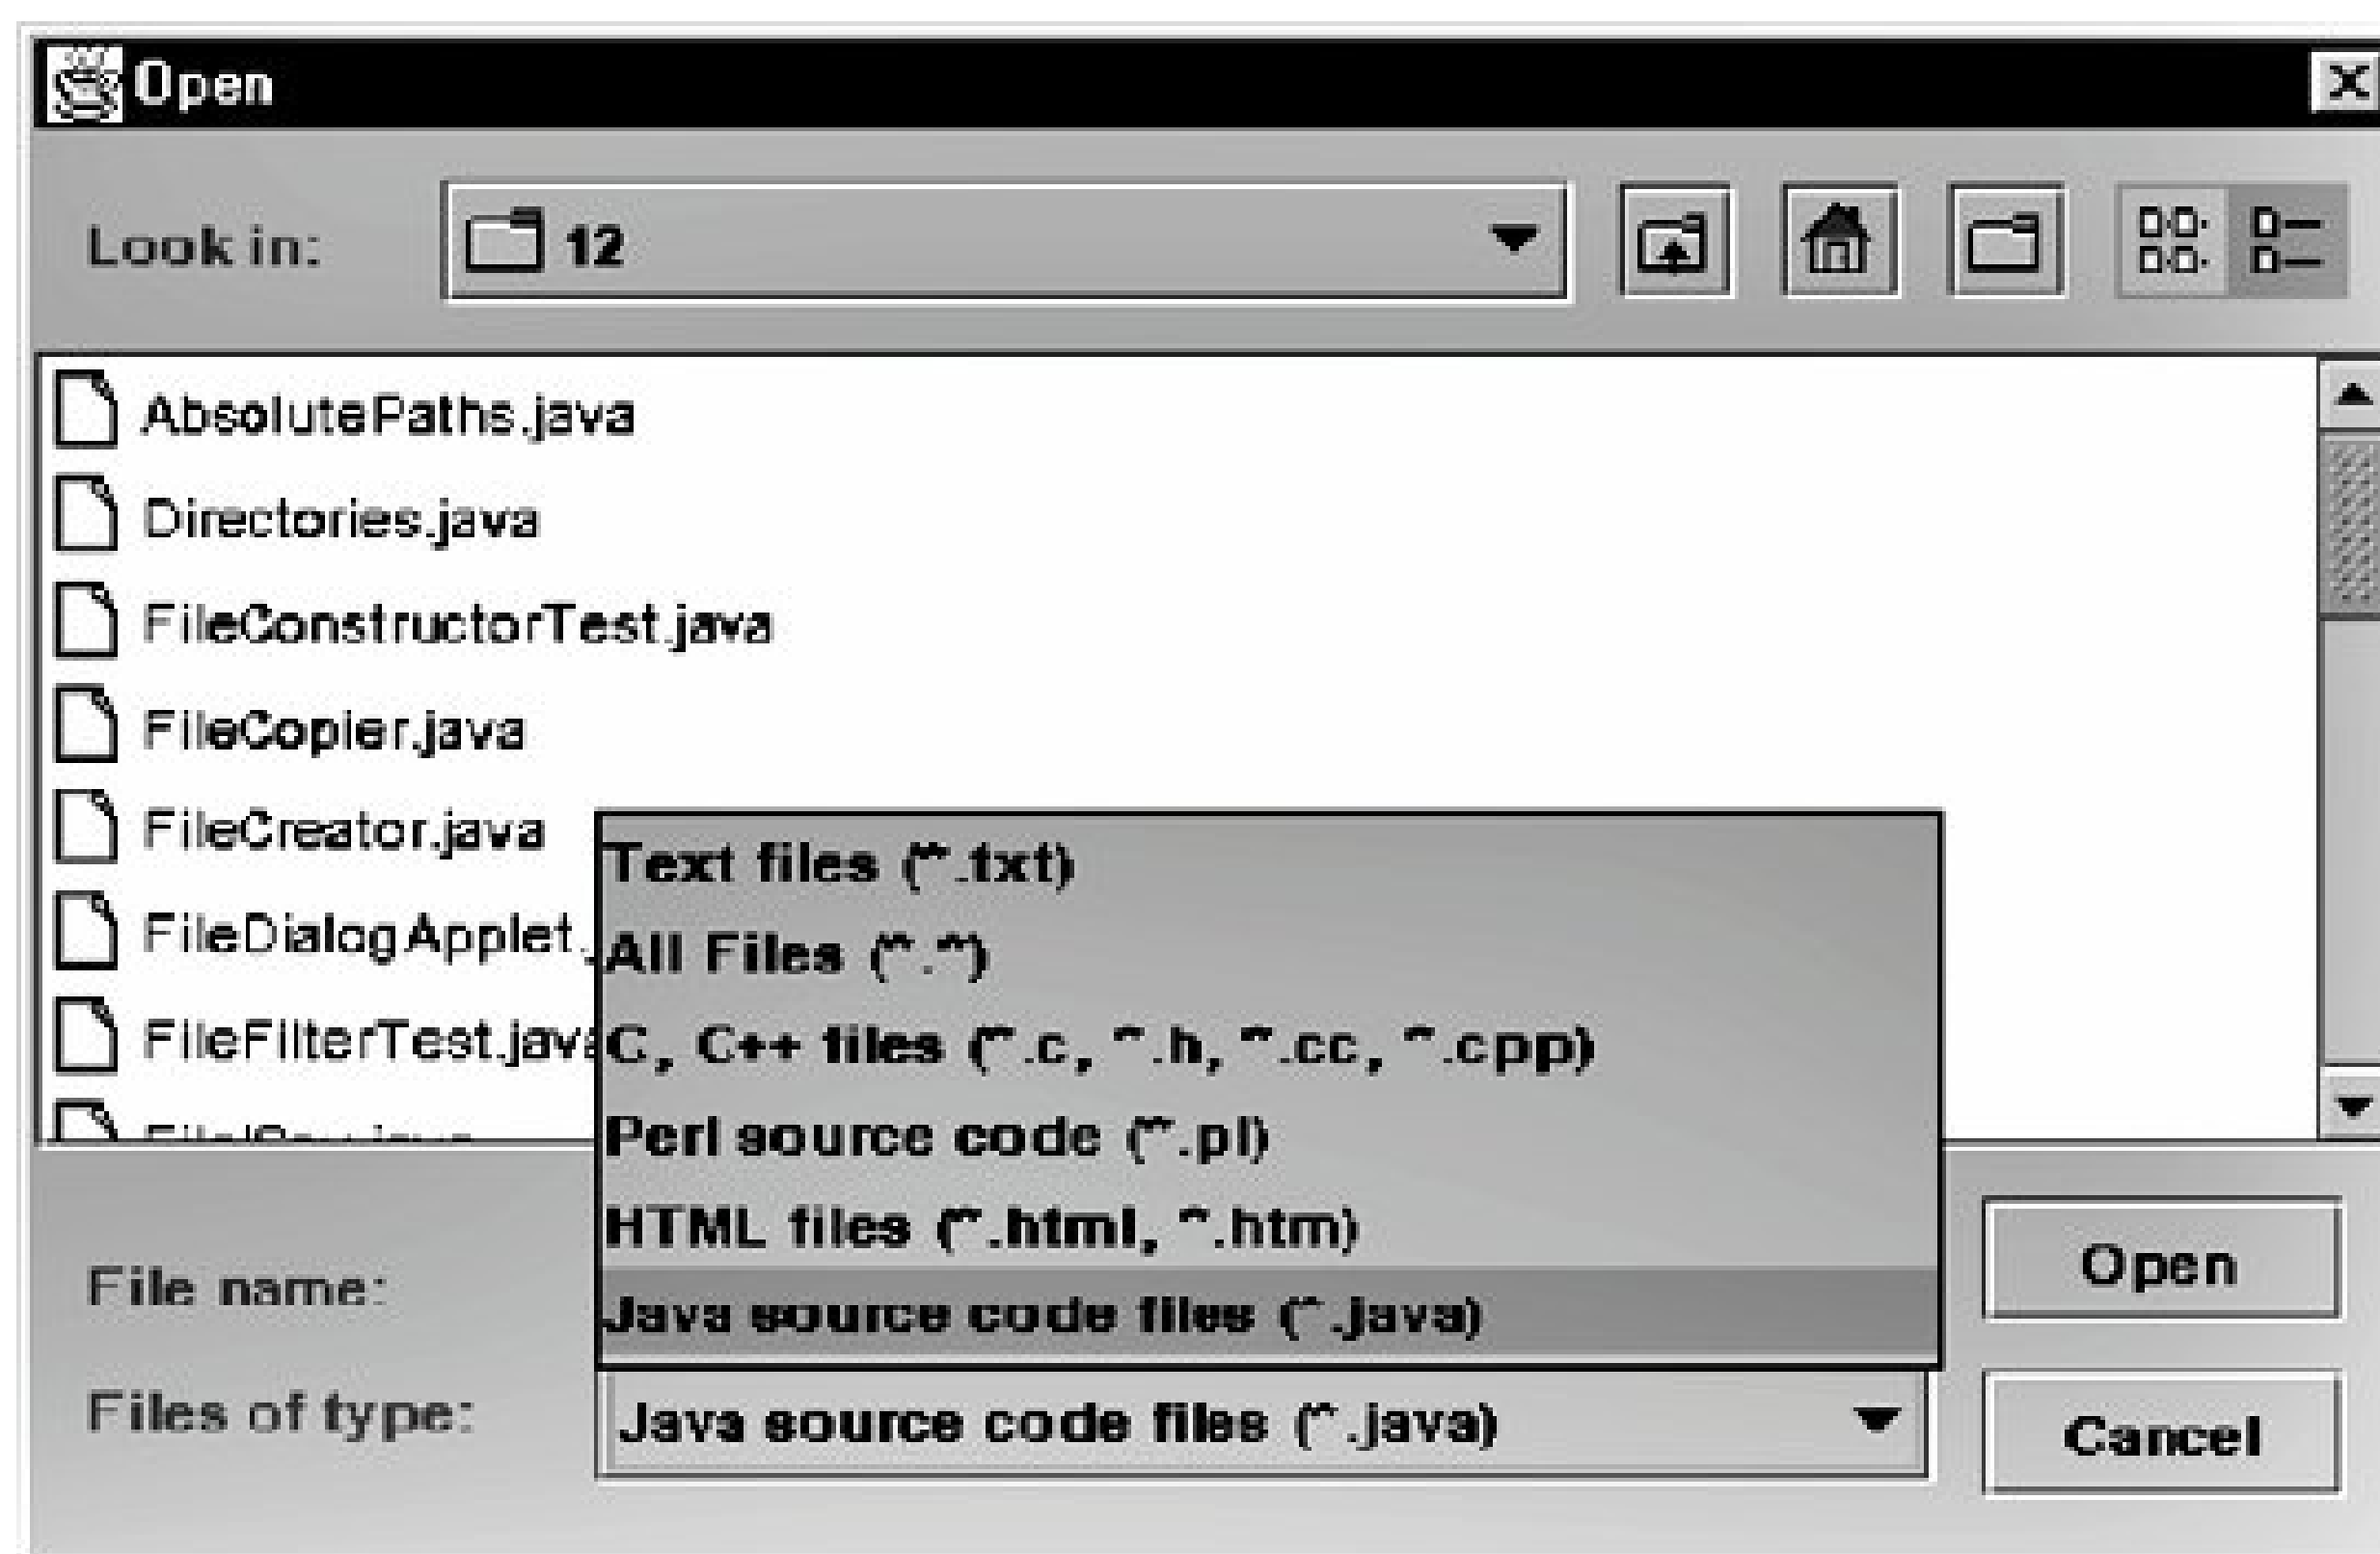 Open
Look in: 12
AbsolutePaths.java
Directories.java
FileConstructorTest.java
FileCopier.java
FileCreator.java
FileDialogApplet.
FileFilterTest.java
Text files (*.txt)
All Files (*.*)
C, C++ files (*.c, *.h, *.cc, *.cpp)
Perl source code (*.pl)
HTML files (*.html, *.htm)
Java source code files (*.java)
File name:
Open
Files of type: Java source code files (*.java)
Cancel